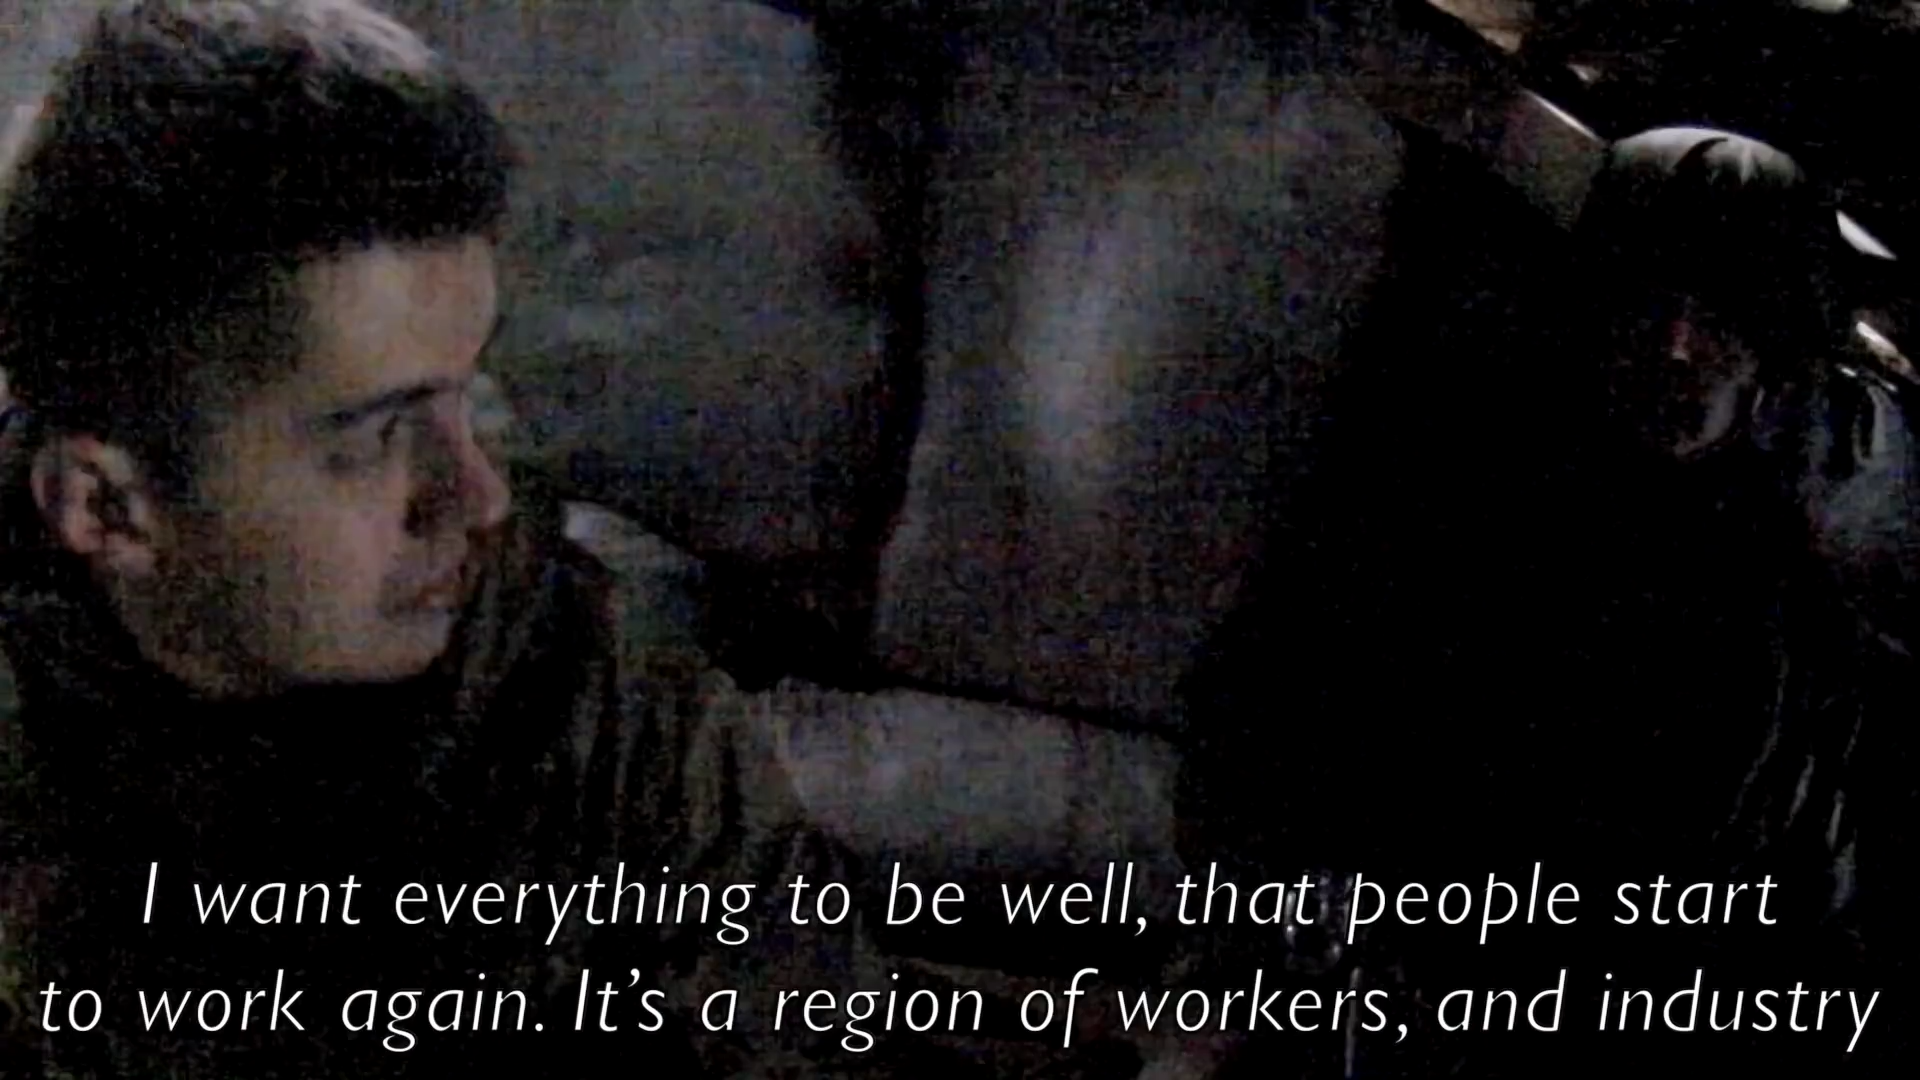 I want everything to be well, that people start
to work again. It's a region of workers, and industry